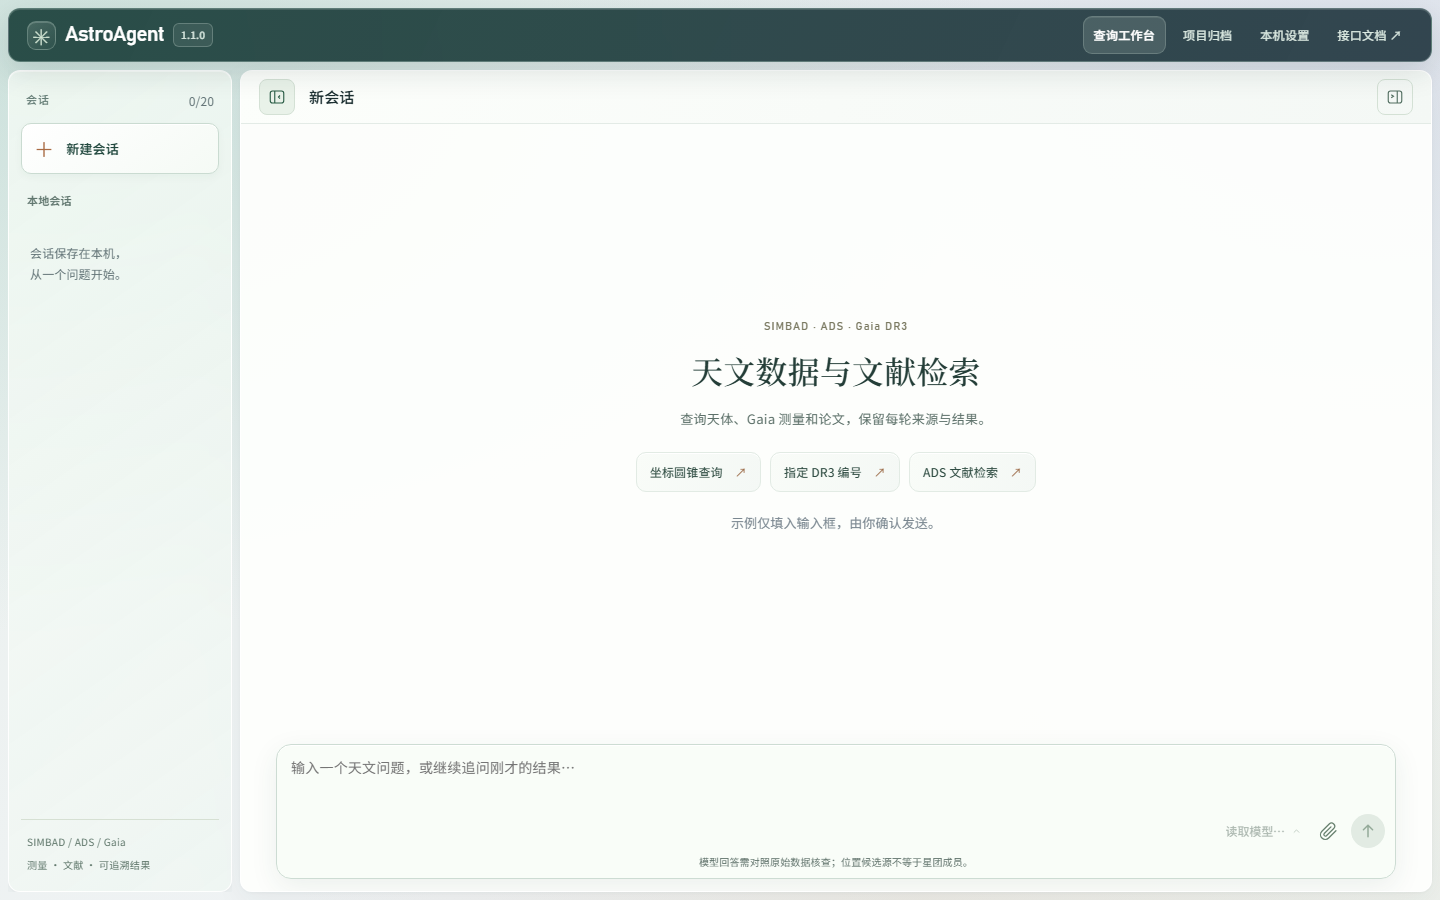 AstroAgent 1.1.0
查询工作台 项目归档 本机设置 接口文档 ↗
会话 0/20
新建会话
本地会话
会话保存在本机，
从一个问题开始。
SIMBAD / ADS / Gaia
测量 · 文献 · 可追溯结果
新会话
SIMBAD · ADS · Gaia DR3
天文数据与文献检索
查询天体、Gaia 测量和论文，保留每轮来源与结果。
坐标圆锥查询 ↗ 指定 DR3 编号 ↗ ADS 文献检索 ↗
示例仅填入输入框，由你确认发送。
输入一个天文问题，或继续追问刚才的结果…
读取模型…
模型回答需对照原始数据核查；位置候选源不等于星团成员。